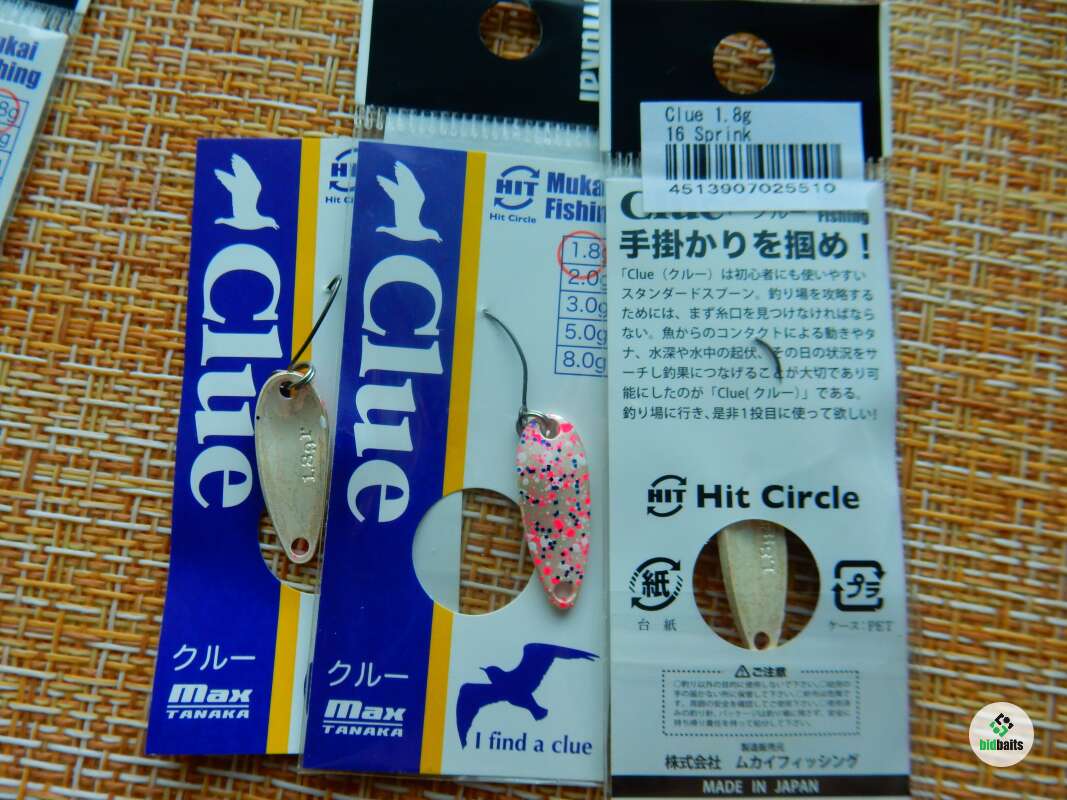 Mukai
Fishing
8g
Clue
クルー
Max
TANAKA
HIT
Hit Circle
Clue
クルー
Max
TANAKA
HIT
Hit Circle
Mukai
Fishing
1.8g
2.0g
3.0g
5.0g
8.0g
I find a clue
1.8gr
MUKAI
Clue 1.8g
16 Sprink
4513907025510
Clue クルー
Fishing
手掛かりを掴め！
「Clue（クルー）は初心者にも使いやすい
スタンダードスプーン。釣り場を攻略する
ためには、まず糸口を見つけなければなら
ない。魚からのコンタクトによる動きやタ
ナ、水深や水中の起伏、その日の状況をサ
ーチし釣果につなげることが大切であり可
能にしたのが「Clue(クルー)」である。
釣り場に行き、是非1投目に使って欲しい!
HIT Hit Circle
1.8gr
紙
台紙
プラ
ケース:PET
ご注意
製造販売元
株式会社 ムカイフィッシング
MADE IN JAPAN
bidbaits